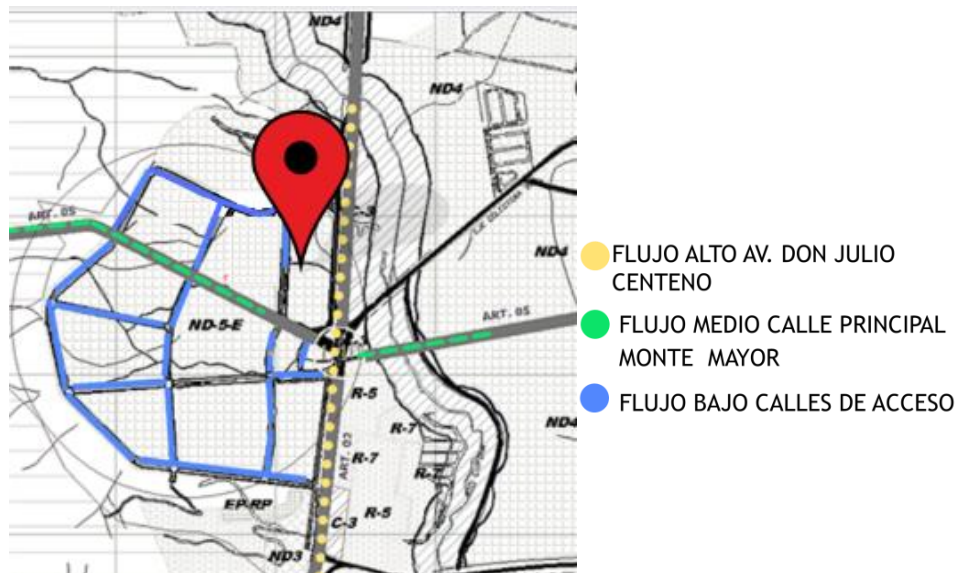 ND4
ND4
ART. 05
C-3
LA COLICOR
ND4
ND-5-E
ART. 05
R-5
ND4
R-7
R-7
R-7
ART. 02
EP-RP
C-3
R-5
ND3
FLUJO ALTO AV. DON JULIO
CENTENO
FLUJO MEDIO CALLE PRINCIPAL
MONTE MAYOR
FLUJO BAJO CALLES DE ACCESO